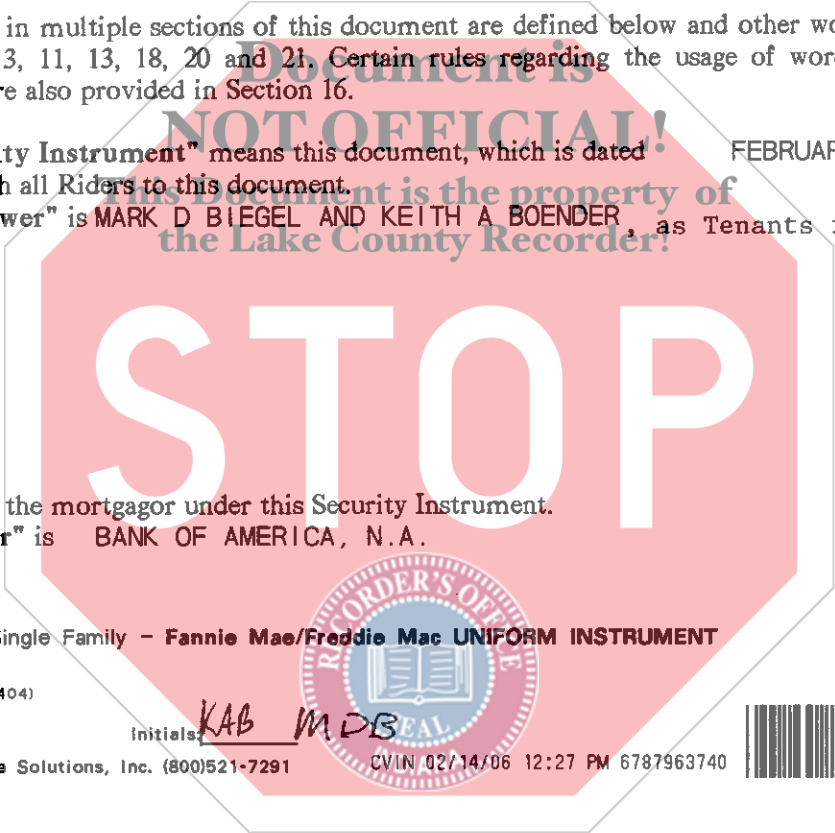 in multiple sections of this document are defined below and other wo
3, 11, 13, 18, 20 and 21. Certain rules regarding the usage of wor
re also provided in Section 16.
Document is
NOT OFFICIAL!
This Document is the property of
the Lake County Recorder!
ty Instrument" means this document, which is dated FEBRUAR
h all Riders to this document.
wer" is MARK D BIEGEL AND KEITH A BOENDER, as Tenants i
STOP
the mortgagor under this Security Instrument.
r" is BANK OF AMERICA, N.A.
RECORDER'S OFFICE
SEAL
INDIANA
ingle Family - Fannie Mae/Freddie Mac UNIFORM INSTRUMENT
404)
Initials: KAB MDB
e Solutions, Inc. (800)521-7291
CVIN 02/14/06 12:27 PM 6787963740